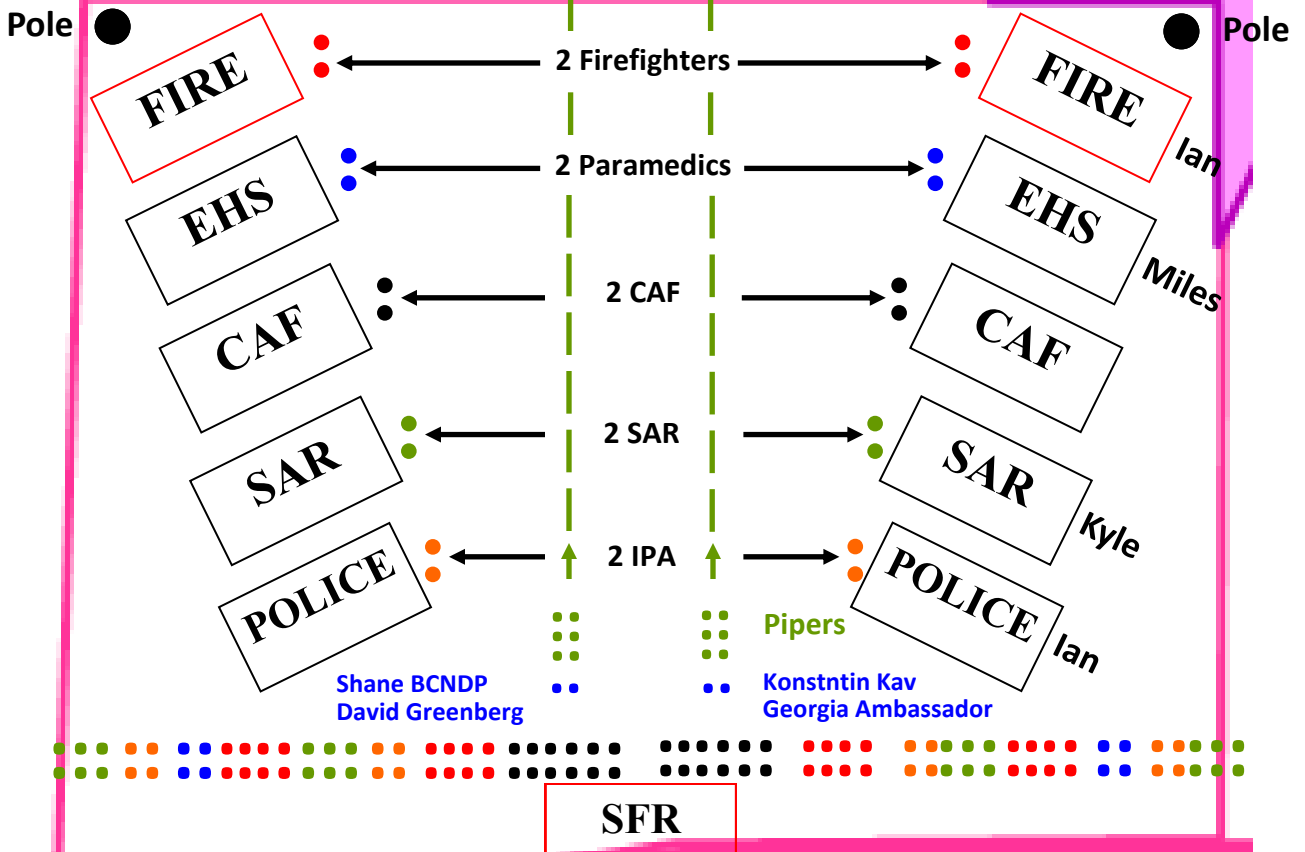 Pole
Pole
FIRE
2 Firefighters
FIRE
Ian
EHS
2 Paramedics
EHS
Miles
CAF
2 CAF
CAF
SAR
2 SAR
SAR
Kyle
POLICE
2 IPA
POLICE
Ian
Pipers
Shane BCNDP
David Greenberg
Konstntin Kav
Georgia Ambassador
SFR